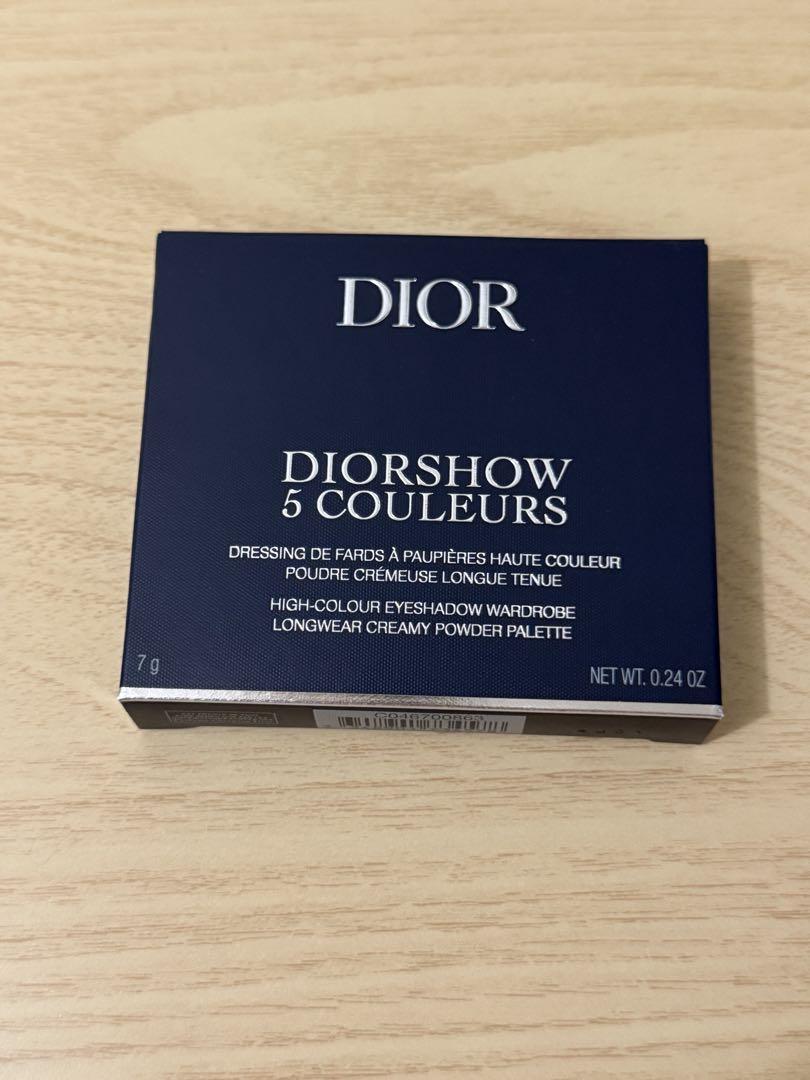 DIOR
DIORSHOW
5 COULEURS
DRESSING DE FARDS À PAUPIÈRES HAUTE COULEUR
POUDRE CRÉMEUSE LONGUE TENUE
HIGH-COLOUR EYESHADOW WARDROBE
LONGWEAR CREAMY POWDER PALETTE
7 g
NET WT. 0.24 OZ
C046700863